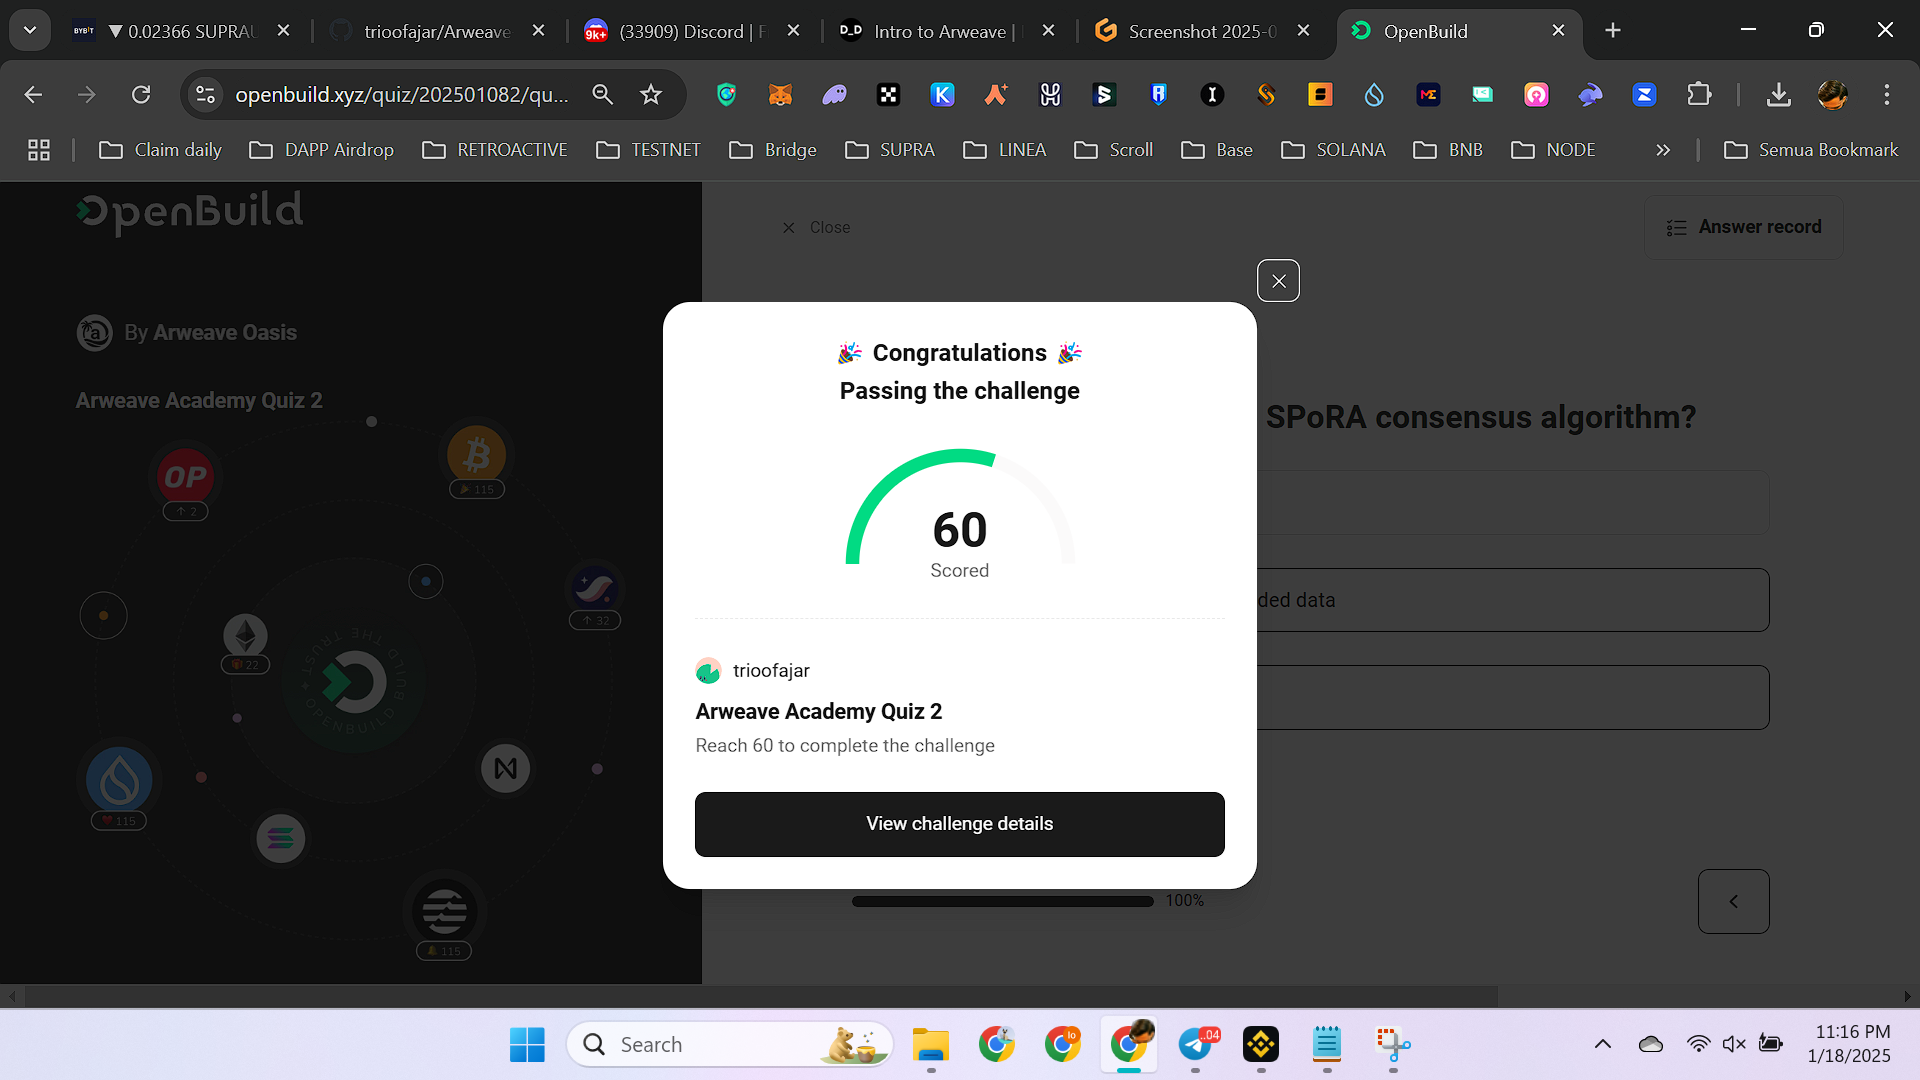 ▼ 0.02366 SUPRAU
trioofajar/Arweave-
(33909) Discord | F
Intro to Arweave |
Screenshot 2025-0
OpenBuild
openbuild.xyz/quiz/202501082/qu...
Claim daily
DAPP Airdrop
RETROACTIVE
TESTNET
Bridge
SUPRA
LINEA
Scroll
Base
SOLANA
BNB
NODE
Semua Bookmark
OpenBuild
By Arweave Oasis
Arweave Academy Quiz 2
OP
2
115
32
22
BUILD THE TRUST + OPENBUILD
115
115
Close
Answer record
SPoRA consensus algorithm?
ded data
100%
Congratulations
Passing the challenge
60
Scored
trioofajar
Arweave Academy Quiz 2
Reach 60 to complete the challenge
View challenge details
Search
11:16 PM
1/18/2025